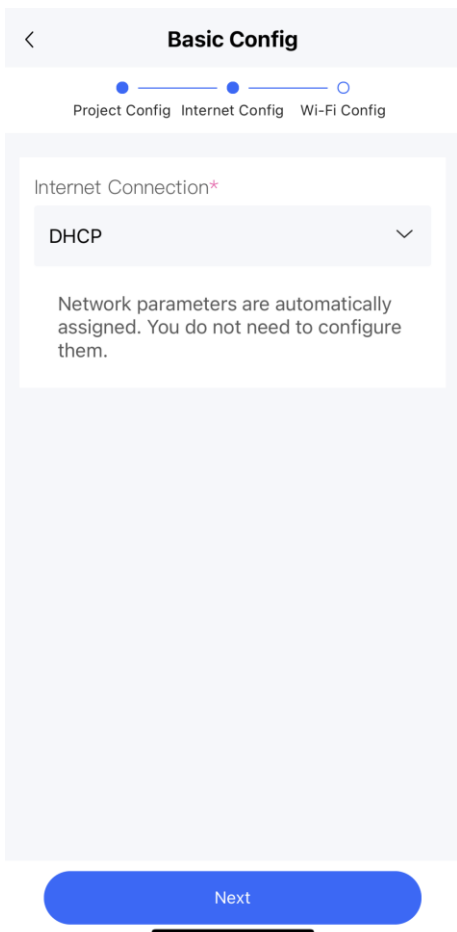 Basic Config
Project Config Internet Config Wi-Fi Config
Internet Connection*
DHCP
Network parameters are automatically
assigned. You do not need to configure
them.
Next